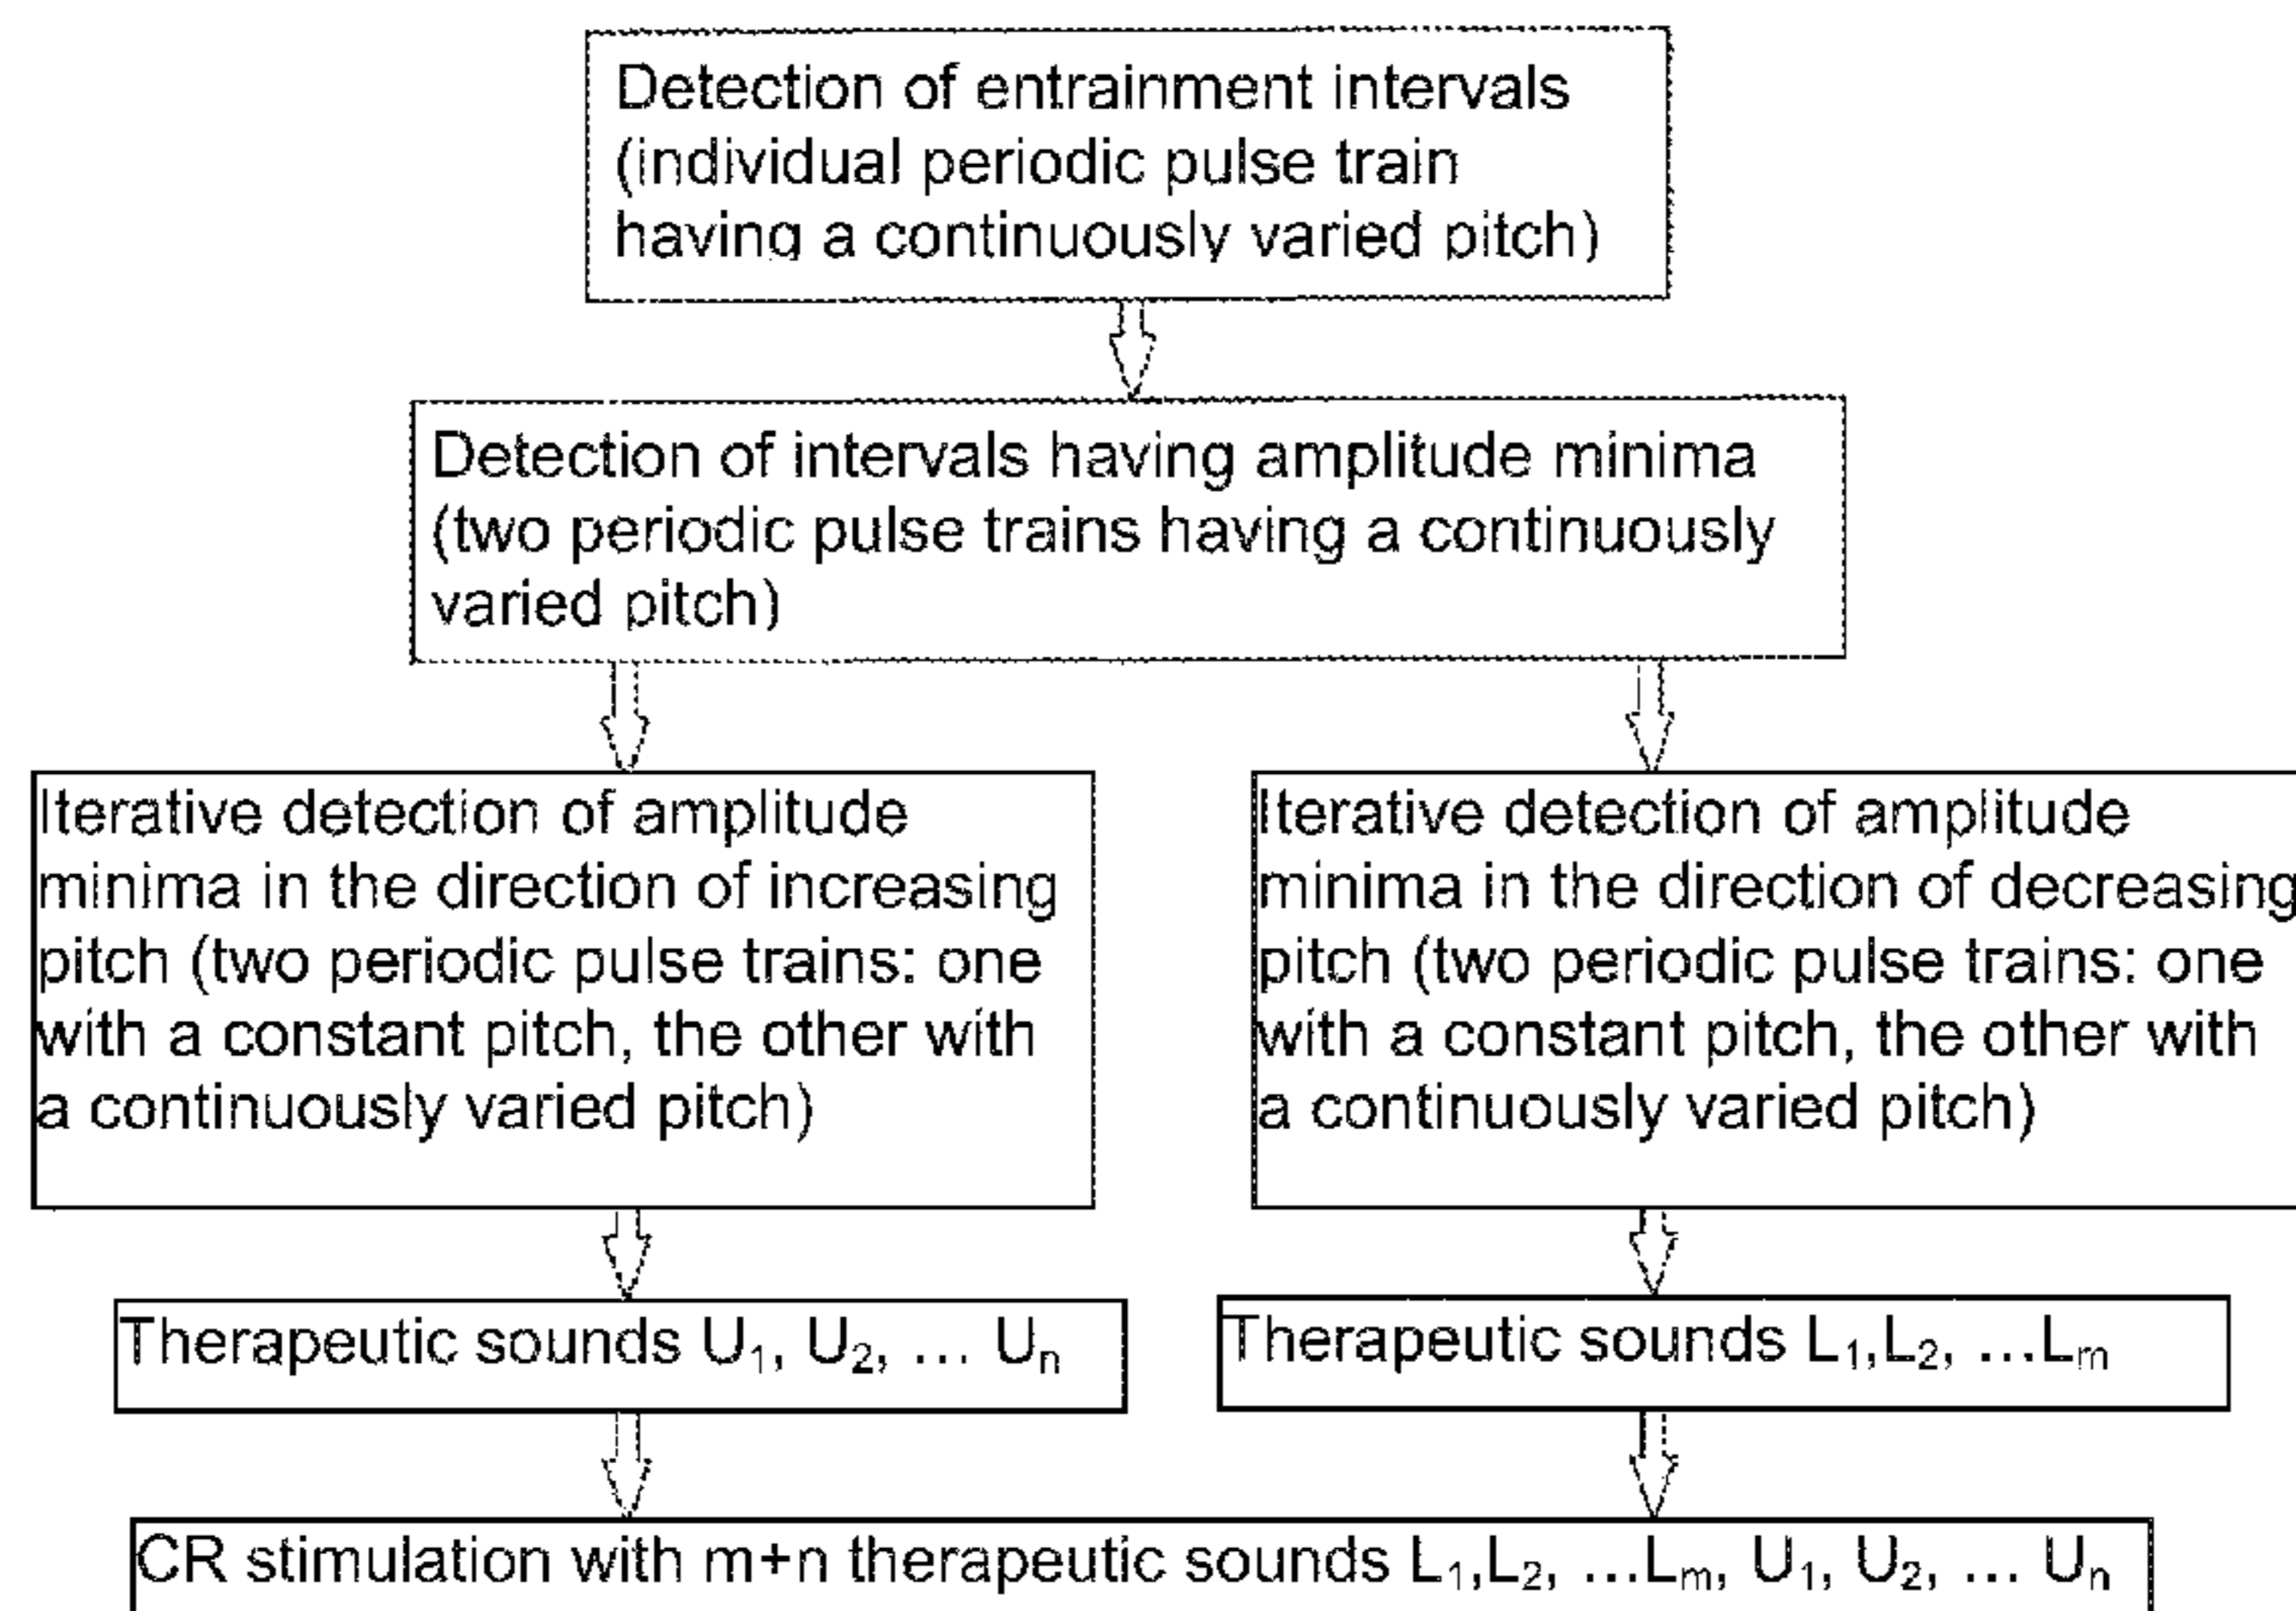 Detection of entrainment intervals
(individual periodic pulse train
having a continuously varied pitch)
Detection of intervals having amplitude minima
(two periodic pulse trains having a continuously
varied pitch)
Iterative detection of amplitude
minima in the direction of increasing
pitch (two periodic pulse trains: one
with a constant pitch, the other with
a continuously varied pitch)
Iterative detection of amplitude
minima in the direction of decreasing
pitch (two periodic pulse trains: one
with a constant pitch, the other with
a continuously varied pitch)
Therapeutic sounds U₁, U₂, … Uₙ
Therapeutic sounds L₁,L₂, …Lₘ
CR stimulation with m+n therapeutic sounds L₁,L₂, …Lₘ, U₁, U₂, … Uₙ